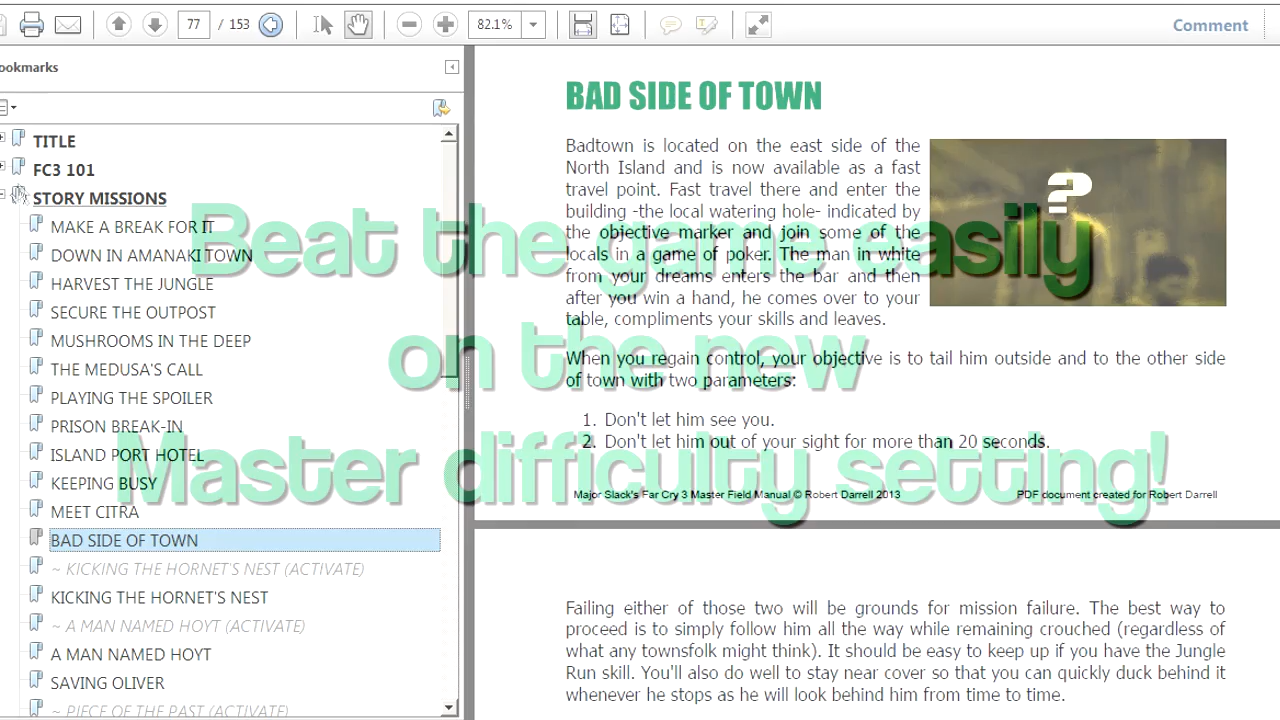 77 / 153
82.1%
Comment
ookmarks
TITLE
FC3 101
STORY MISSIONS
MAKE A BREAK FOR IT
DOWN IN AMANAKI TOWN
HARVEST THE JUNGLE
SECURE THE OUTPOST
MUSHROOMS IN THE DEEP
THE MEDUSA'S CALL
PLAYING THE SPOILER
PRISON BREAK-IN
ISLAND PORT HOTEL
KEEPING BUSY
MEET CITRA
BAD SIDE OF TOWN
~ KICKING THE HORNET'S NEST (ACTIVATE)
KICKING THE HORNET'S NEST
~ A MAN NAMED HOYT (ACTIVATE)
A MAN NAMED HOYT
SAVING OLIVER
~ PIECE OF THE PAST (ACTIVATE)
BAD SIDE OF TOWN
Badtown is located on the east side of the
North Island and is now available as a fast
travel point. Fast travel there and enter the
building -the local watering hole- indicated by
the objective marker and join some of the
locals in a game of poker. The man in white
from your dreams enters the bar and then
after you win a hand, he comes over to your
table, compliments your skills and leaves.
?
When you regain control, your objective is to tail him outside and to the other side
of town with two parameters:
1. Don't let him see you.
2. Don't let him out of your sight for more than 20 seconds.
Major Slack's Far Cry 3 Master Field Manual © Robert Darrell 2013
PDF document created for Robert Darrell
Failing either of those two will be grounds for mission failure. The best way to
proceed is to simply follow him all the way while remaining crouched (regardless of
what any townsfolk might think). It should be easy to keep up if you have the Jungle
Run skill. You'll also do well to stay near cover so that you can quickly duck behind it
whenever he stops as he will look behind him from time to time.
Beat the game easily
on the new
Master difficulty setting!